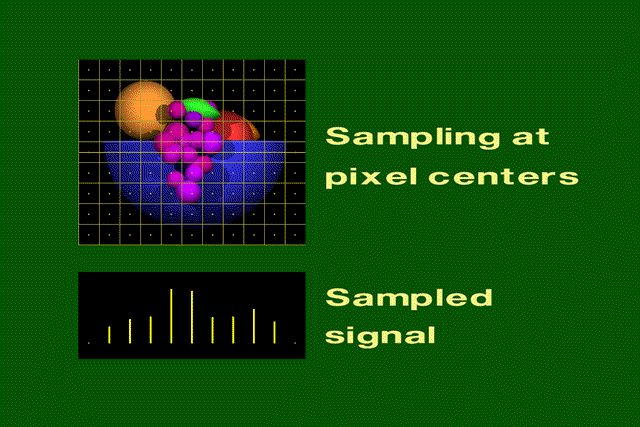 Sampling at
pixel centers
Sampled
signal